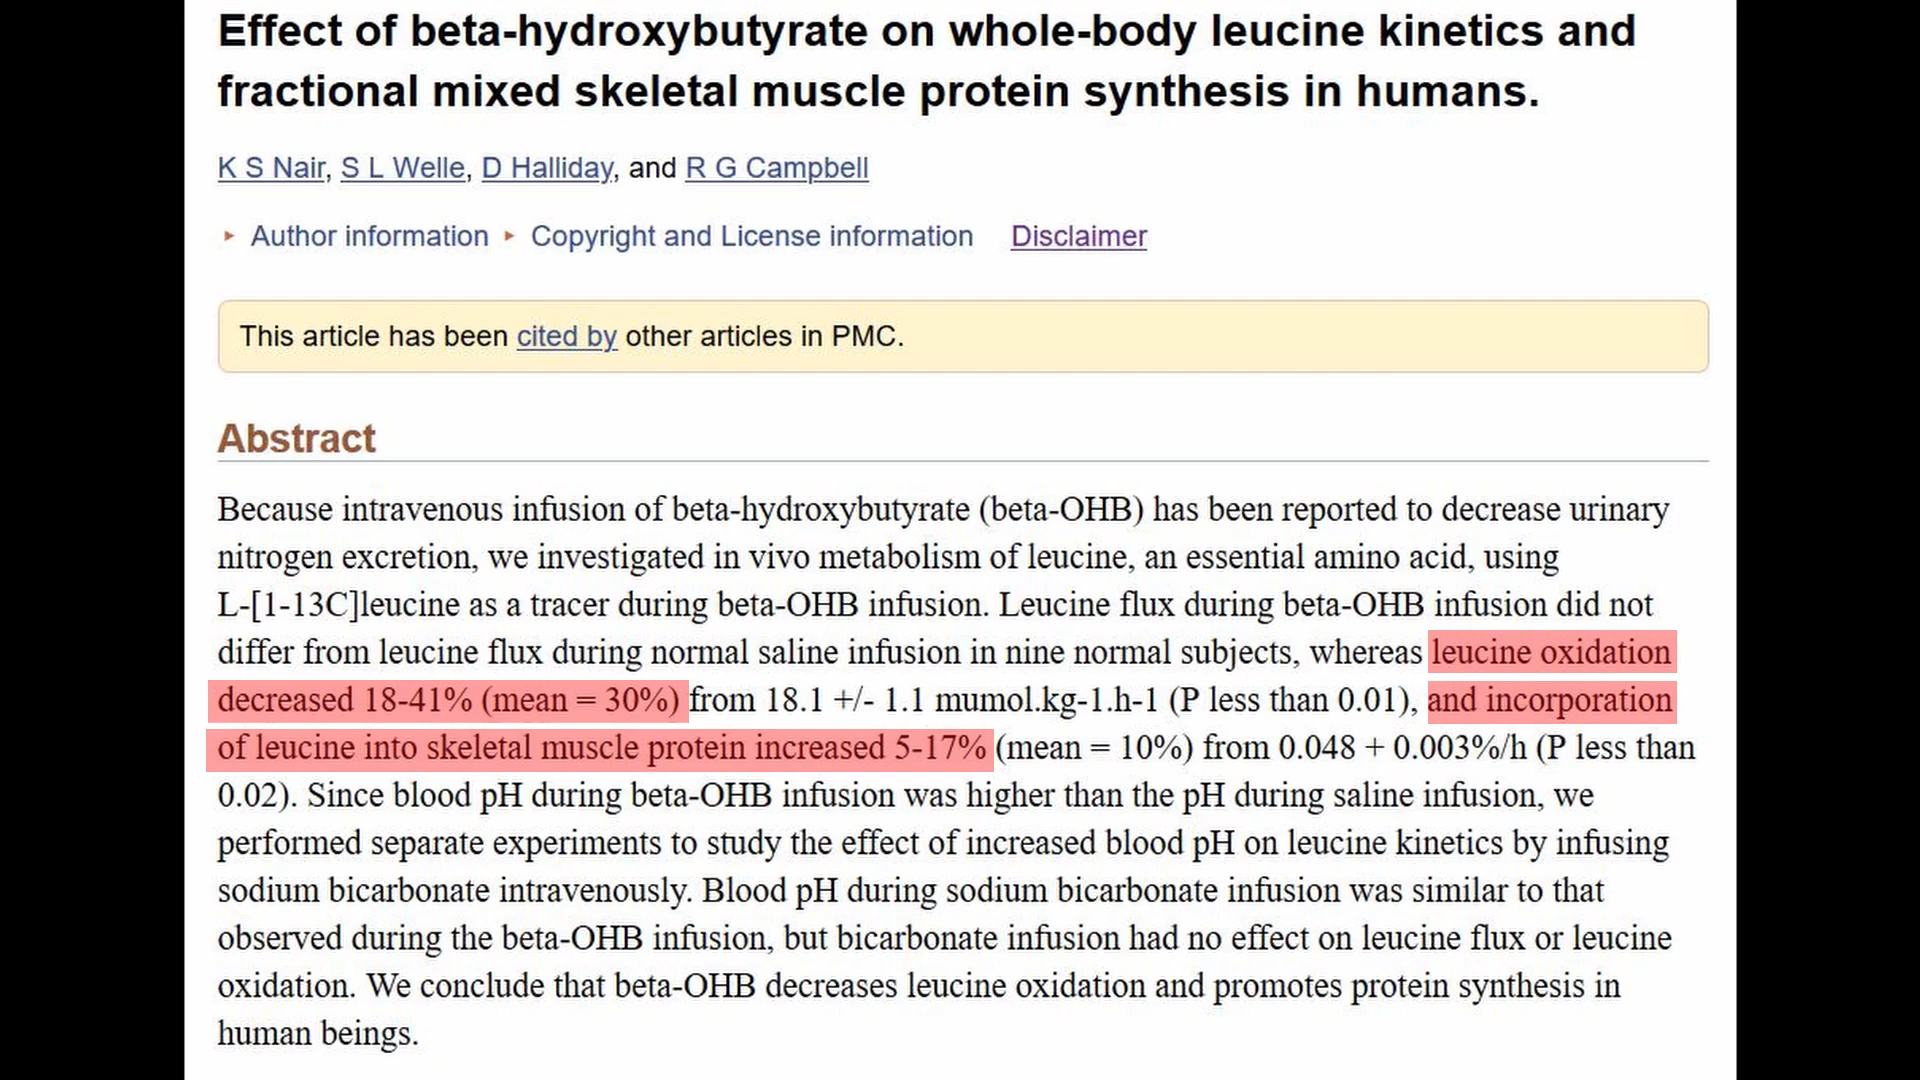 Effect of beta-hydroxybutyrate on whole-body leucine kinetics and
fractional mixed skeletal muscle protein synthesis in humans.
K S Nair, S L Welle, D Halliday, and R G Campbell
▸ Author information ▸ Copyright and License information Disclaimer
This article has been cited by other articles in PMC.
Abstract
Because intravenous infusion of beta-hydroxybutyrate (beta-OHB) has been reported to decrease urinary
nitrogen excretion, we investigated in vivo metabolism of leucine, an essential amino acid, using
L-[1-13C]leucine as a tracer during beta-OHB infusion. Leucine flux during beta-OHB infusion did not
differ from leucine flux during normal saline infusion in nine normal subjects, whereas leucine oxidation
decreased 18-41% (mean = 30%) from 18.1 +/- 1.1 mumol.kg-1.h-1 (P less than 0.01), and incorporation
of leucine into skeletal muscle protein increased 5-17% (mean = 10%) from 0.048 + 0.003%/h (P less than
0.02). Since blood pH during beta-OHB infusion was higher than the pH during saline infusion, we
performed separate experiments to study the effect of increased blood pH on leucine kinetics by infusing
sodium bicarbonate intravenously. Blood pH during sodium bicarbonate infusion was similar to that
observed during the beta-OHB infusion, but bicarbonate infusion had no effect on leucine flux or leucine
oxidation. We conclude that beta-OHB decreases leucine oxidation and promotes protein synthesis in
human beings.